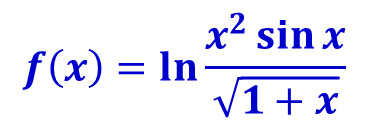 f(x) = ln x² sin x / √(1 + x)